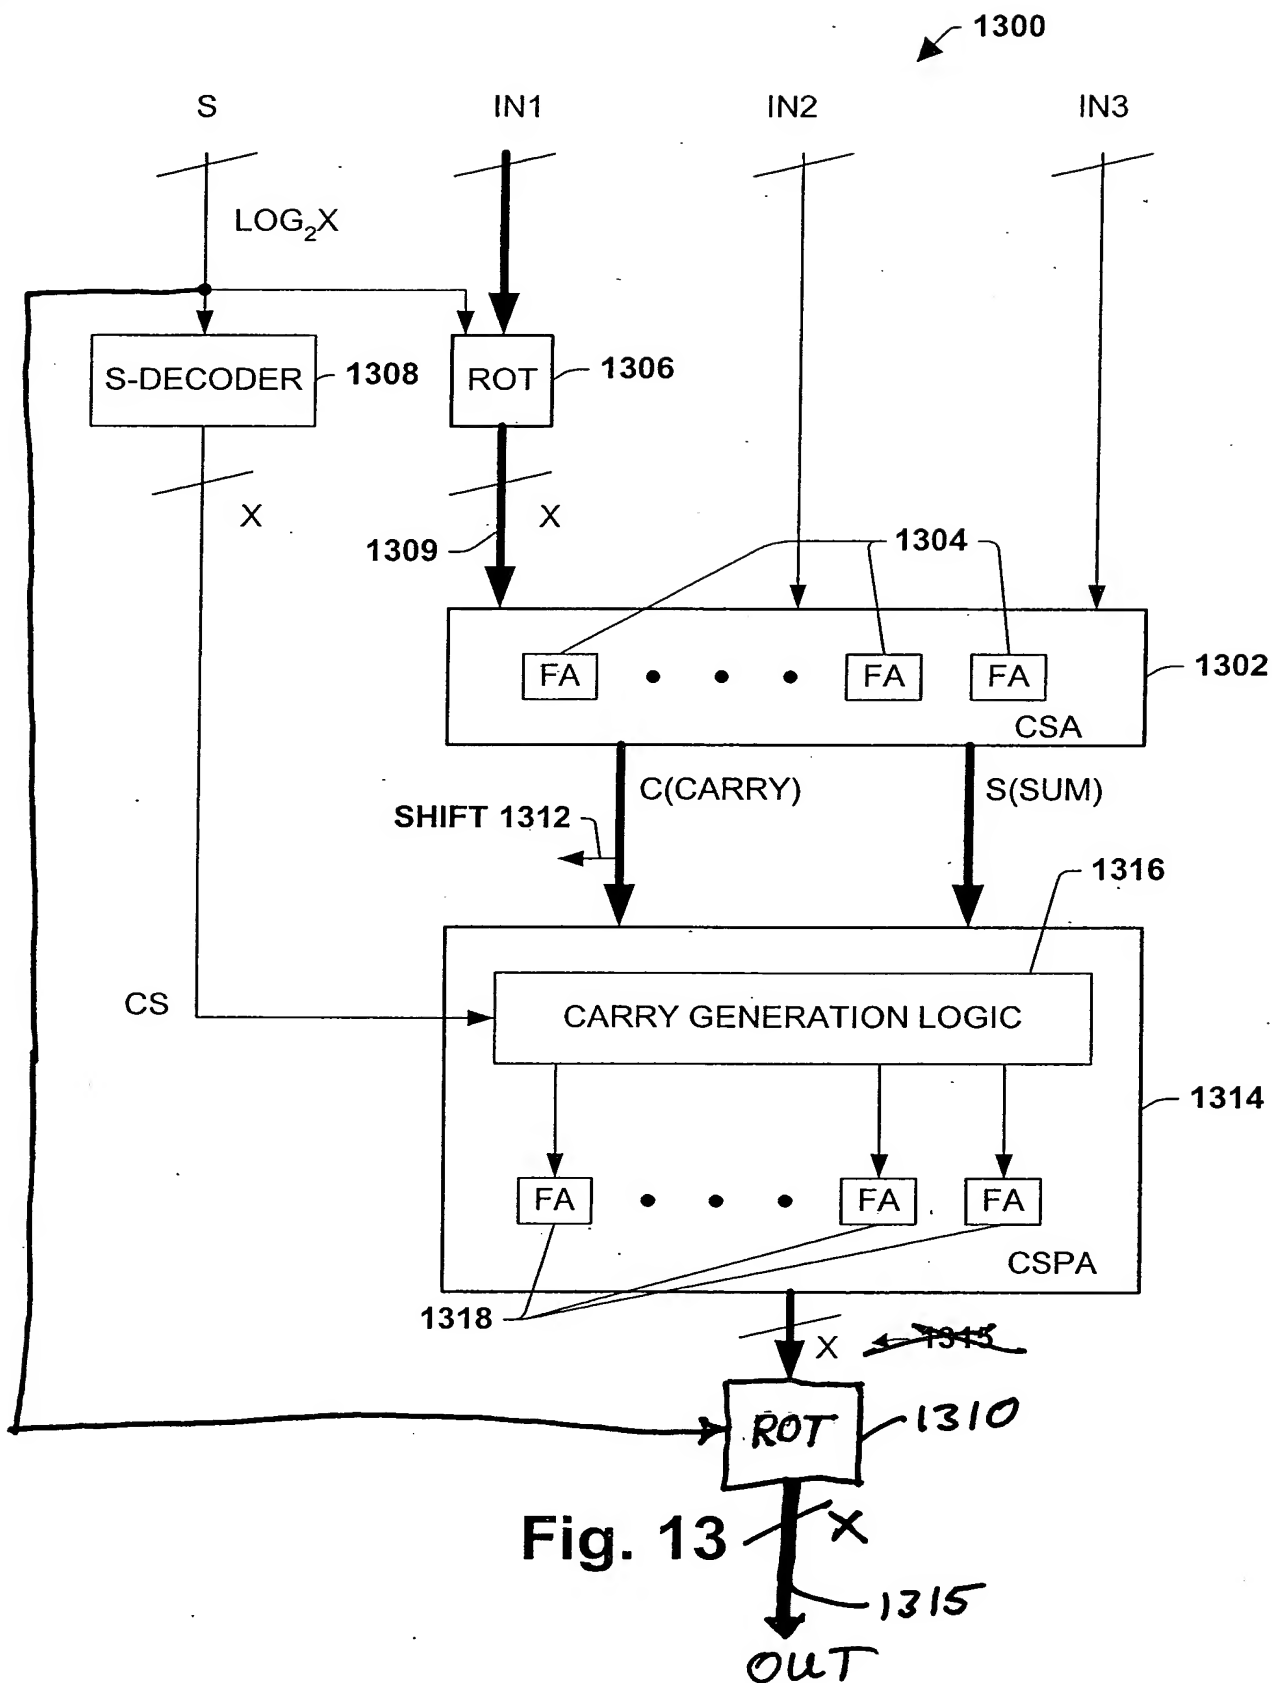 1300
S IN1 IN2 IN3
LOG2X
S-DECODER 1308 ROT 1306
X X
1309 1304
FA FA FA 1302
CSA
C(CARRY) S(SUM)
SHIFT 1312
1316
CS CARRY GENERATION LOGIC
1314
FA FA FA
CSPA
1318
X 1315
ROT 1310
Fig. 13 X
1315
OUT